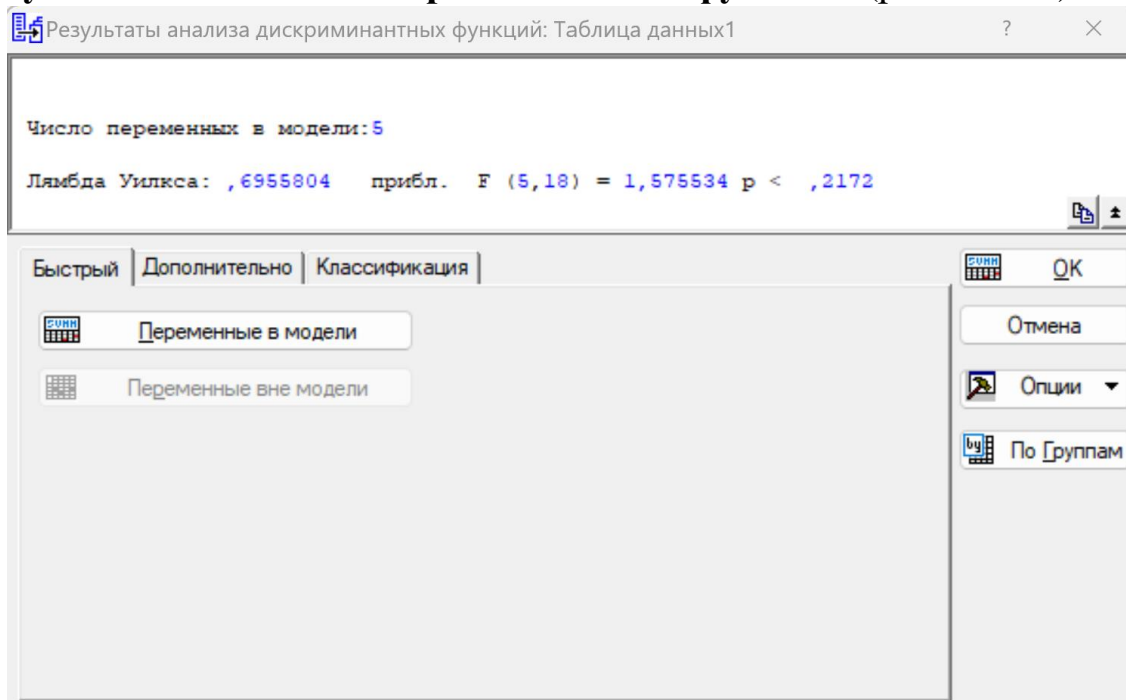 Результаты анализа дискриминантных функций: Таблица данных1 ? ×
Число переменных в модели:5
Лямбда Уилкса: ,6955804 прибл. F (5,18) = 1,575534 p < ,2172
Быстрый Дополнительно Классификация
OK
Переменные в модели
Отмена
Переменные вне модели
Опции
По Группам